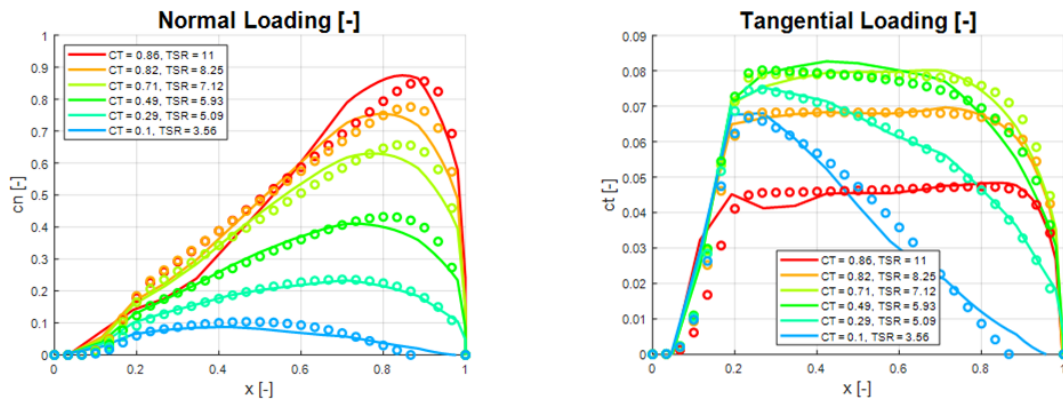 Normal Loading [-]
cn [-]
1
0.9
0.8
0.7
0.6
0.5
0.4
0.3
0.2
0.1
0
CT = 0.86, TSR = 11
CT = 0.82, TSR = 8.25
CT = 0.71, TSR = 7.12
CT = 0.49, TSR = 5.93
CT = 0.29, TSR = 5.09
CT = 0.1, TSR = 3.56
0 0.2 0.4 0.6 0.8 1
x [-]
Tangential Loading [-]
ct [-]
0.09
0.08
0.07
0.06
0.05
0.04
0.03
0.02
0.01
0
CT = 0.86, TSR = 11
CT = 0.82, TSR = 8.25
CT = 0.71, TSR = 7.12
CT = 0.49, TSR = 5.93
CT = 0.29, TSR = 5.09
CT = 0.1, TSR = 3.56
0 0.2 0.4 0.6 0.8 1
x [-]